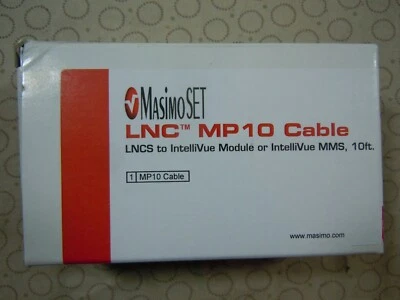 MASIMOSET
LNC™ MP10 Cable
LNCS to IntelliVue Module or IntelliVue MMS, 10ft.
1 MP10 Cable
www.masimo.com